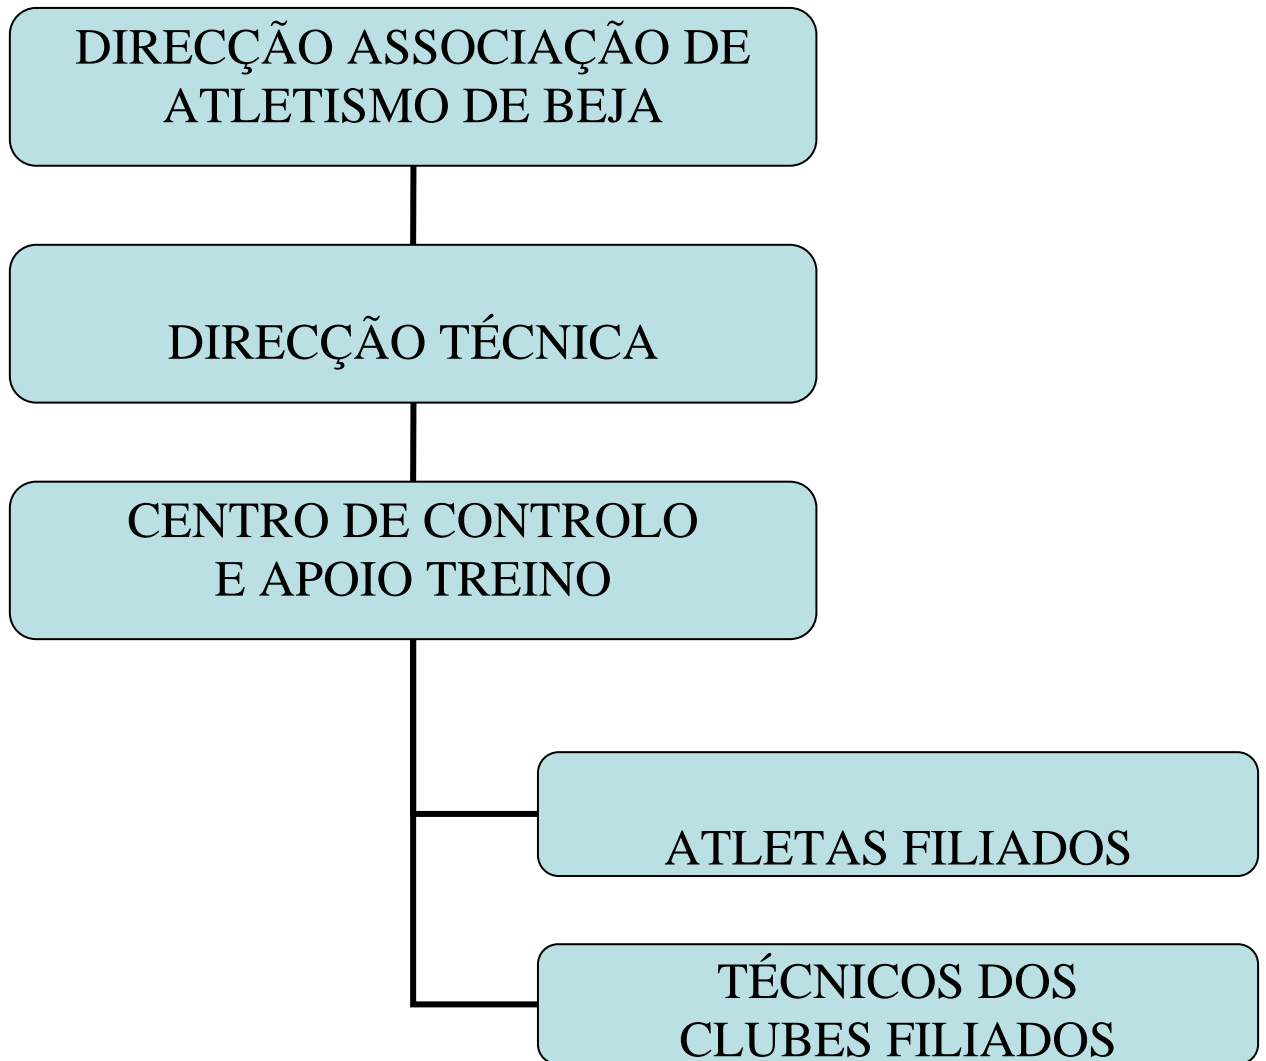 DIRECÇÃO ASSOCIAÇÃO DE
ATLETISMO DE BEJA
DIRECÇÃO TÉCNICA
CENTRO DE CONTROLO
E APOIO TREINO
ATLETAS FILIADOS
TÉCNICOS DOS
CLUBES FILIADOS